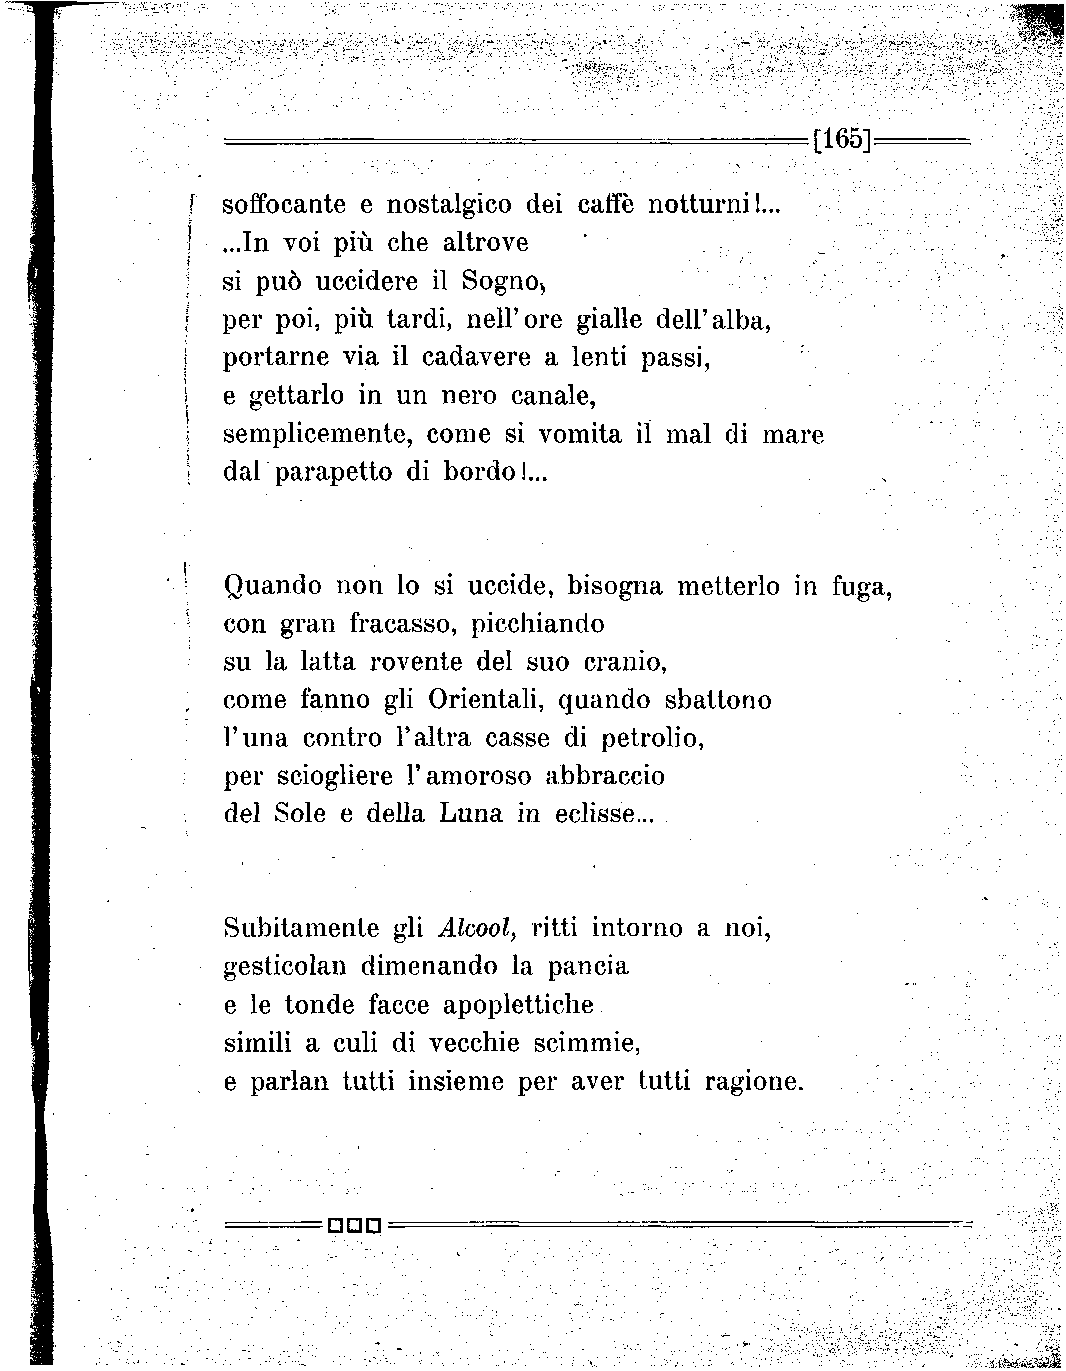 [165]
soffocante e nostalgico dei caffè notturni!...
...In voi più che altrove
si può uccidere il Sogno,
per poi, più tardi, nell'ore gialle dell'alba,
portarne via il cadavere a lenti passi,
e gettarlo in un nero canale,
semplicemente, come si vomita il mal di mare
dal parapetto di bordo!...
Quando non lo si uccide, bisogna metterlo in fuga,
con gran fracasso, picchiando
su la latta rovente del suo cranio,
come fanno gli Orientali, quando sbattono
l'una contro l'altra casse di petrolio,
per sciogliere l'amoroso abbraccio
del Sole e della Luna in eclisse...
Subitamente gli Alcool, ritti intorno a noi,
gesticolan dimenando la pancia
e le tonde facce apoplettiche
simili a culi di vecchie scimmie,
e parlan tutti insieme per aver tutti ragione.